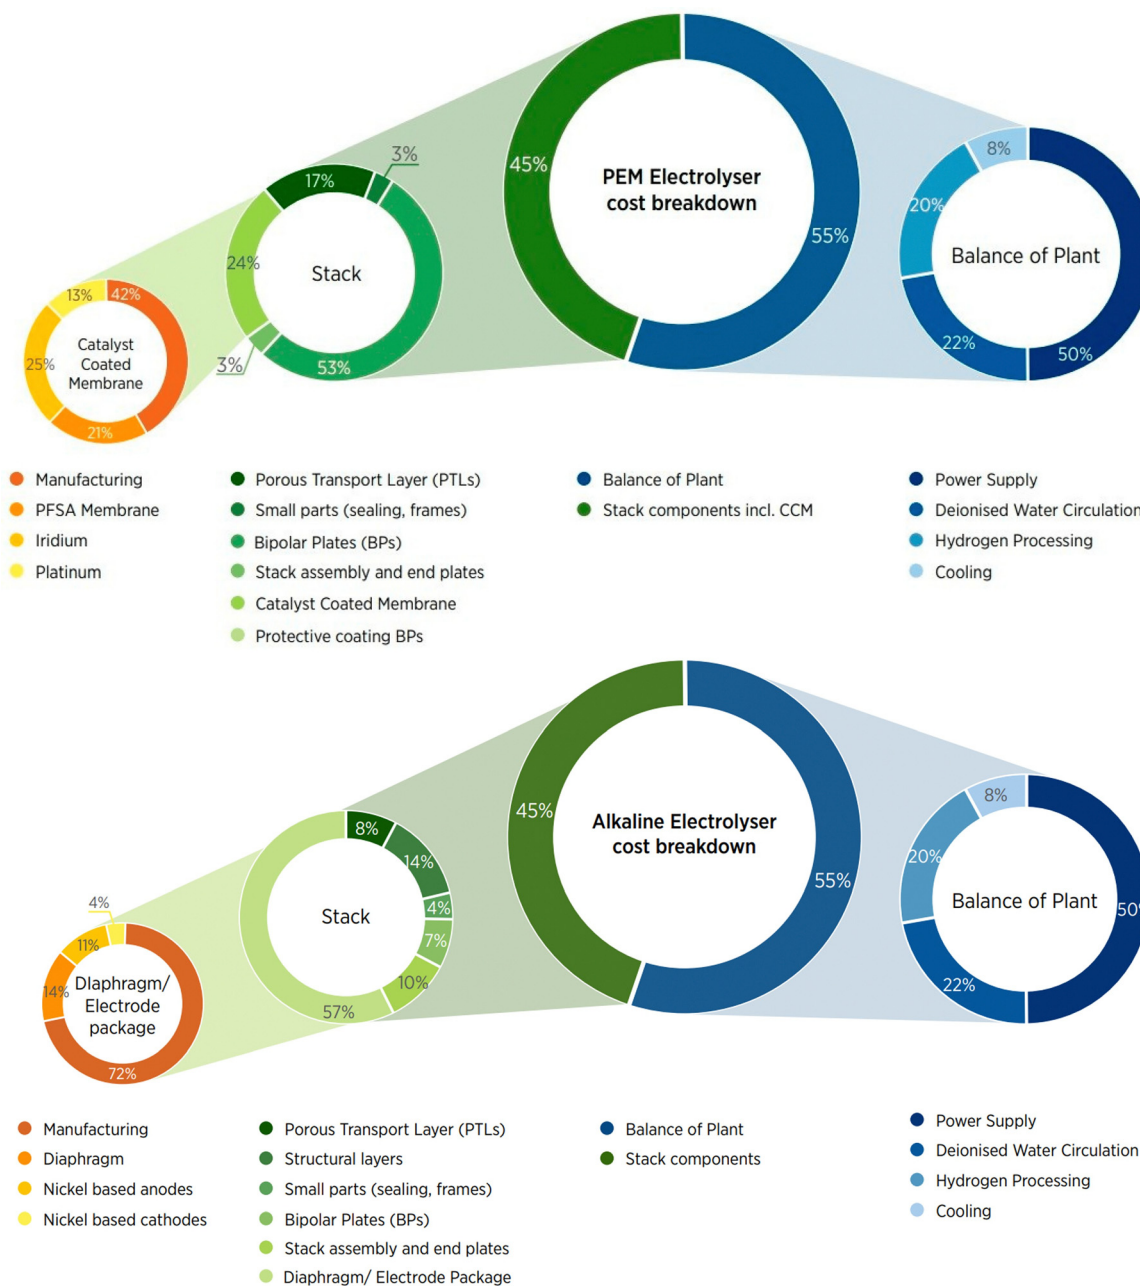 PEM Electrolyser
cost breakdown
45%
55%
Stack
17%
3%
53%
3%
24%
Catalyst
Coated
Membrane
42%
21%
25%
13%
Balance of Plant
8%
20%
22%
50%
Manufacturing
PFSA Membrane
Iridium
Platinum
Porous Transport Layer (PTLs)
Small parts (sealing, frames)
Bipolar Plates (BPs)
Stack assembly and end plates
Catalyst Coated Membrane
Protective coating BPs
Balance of Plant
Stack components incl. CCM
Power Supply
Deionised Water Circulation
Hydrogen Processing
Cooling
Alkaline Electrolyser
cost breakdown
45%
55%
Stack
8%
14%
4%
7%
10%
57%
DIaphragm/
Electrode
package
4%
11%
14%
72%
Balance of Plant
8%
20%
22%
50%
Manufacturing
Diaphragm
Nickel based anodes
Nickel based cathodes
Porous Transport Layer (PTLs)
Structural layers
Small parts (sealing, frames)
Bipolar Plates (BPs)
Stack assembly and end plates
Diaphragm/ Electrode Package
Balance of Plant
Stack components
Power Supply
Deionised Water Circulation
Hydrogen Processing
Cooling